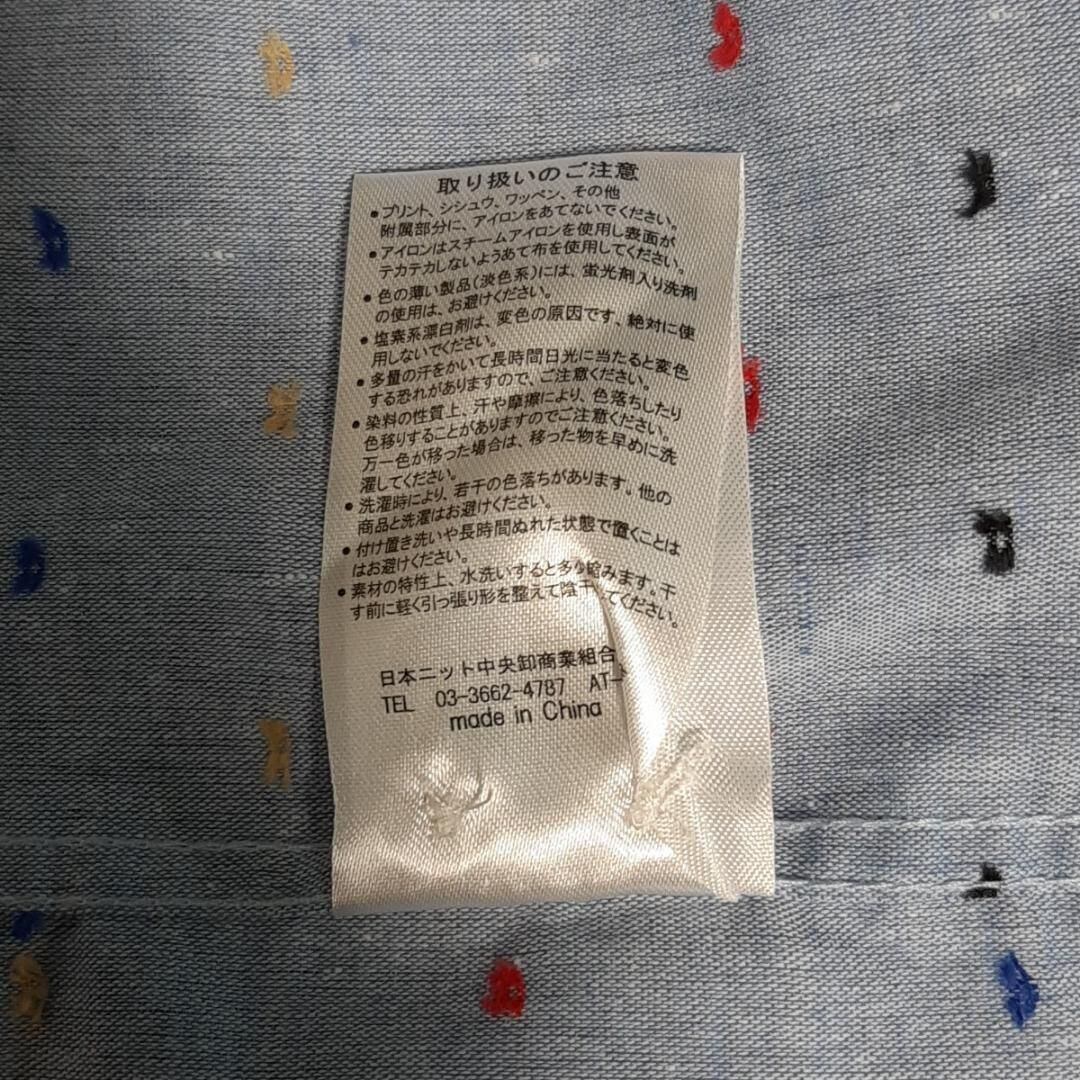 取り扱いのご注意
●プリント、シシュウ、ワッペン、その他
附属部分に、アイロンをあてないでください。
●アイロンはスチームアイロンを使用し表面が
テカテカしないようあて布を使用してください。
●色の薄い製品(淡色系)には、蛍光剤入り洗剤
の使用は、お避けください。
●塩素系漂白剤は、変色の原因です、絶対に使
用しないでください。
●多量の汗をかいて長時間日光に当たると変色
する恐れがありますので、ご注意ください。
●染料の性質上、汗や摩擦により、色落ちしたり
色移りすることがありますのでご注意ください。
万一色が移った場合は、移った物を早めに洗
濯してください。
●洗濯時により、若干の色落ちがあります。他の
商品と洗濯はお避けください。
●付け置き洗いや長時間ぬれた状態で置くことは
はお避けください。
●素材の特性上、水洗いすると多少縮みます。干
す前に軽く引っ張り形を整えて陰干してください。
日本ニット中央卸商業組合
TEL 03-3662-4787 AT-
made in China